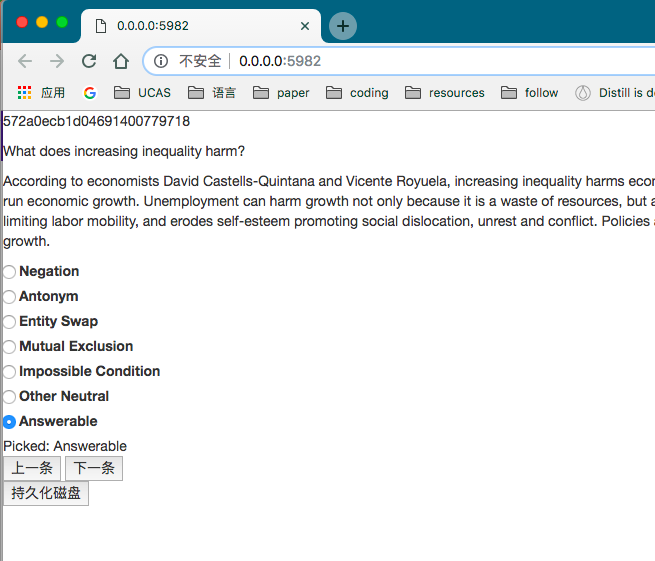 0.0.0.0:5982
不安全 | 0.0.0.0:5982
应用 UCAS 语言 paper coding resources follow Distill is de
572a0ecb1d04691400779718
What does increasing inequality harm?
According to economists David Castells-Quintana and Vicente Royuela, increasing inequality harms econ
run economic growth. Unemployment can harm growth not only because it is a waste of resources, but a
limiting labor mobility, and erodes self-esteem promoting social dislocation, unrest and conflict. Policies a
growth.
Negation
Antonym
Entity Swap
Mutual Exclusion
Impossible Condition
Other Neutral
Answerable
Picked: Answerable
上一条 下一条
持久化磁盘